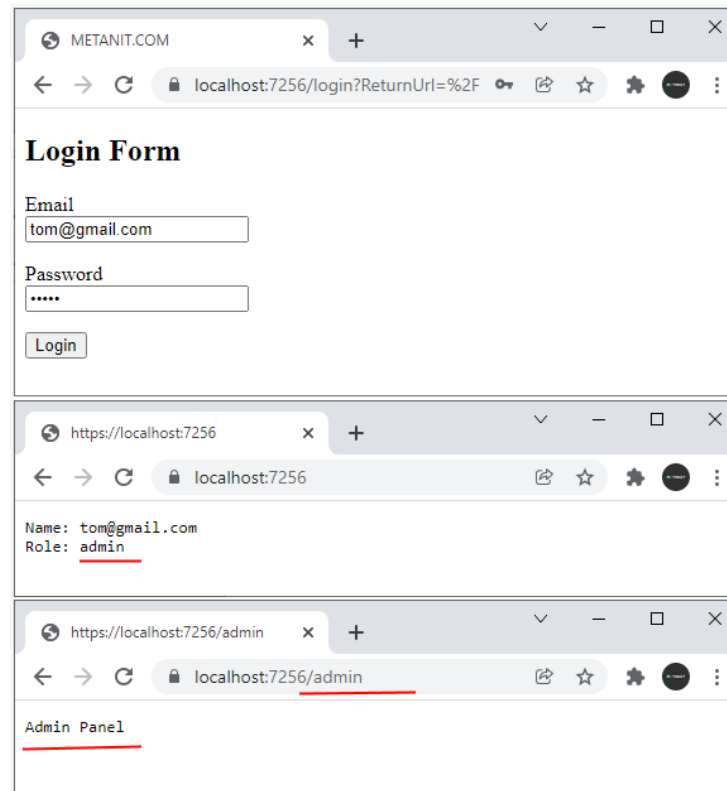 METANIT.COM
localhost:7256/login?ReturnUrl=%2F
Login Form
Email
tom@gmail.com
Password
•••••
Login
https://localhost:7256
localhost:7256
Name: tom@gmail.com
Role: admin
https://localhost:7256/admin
localhost:7256/admin
Admin Panel